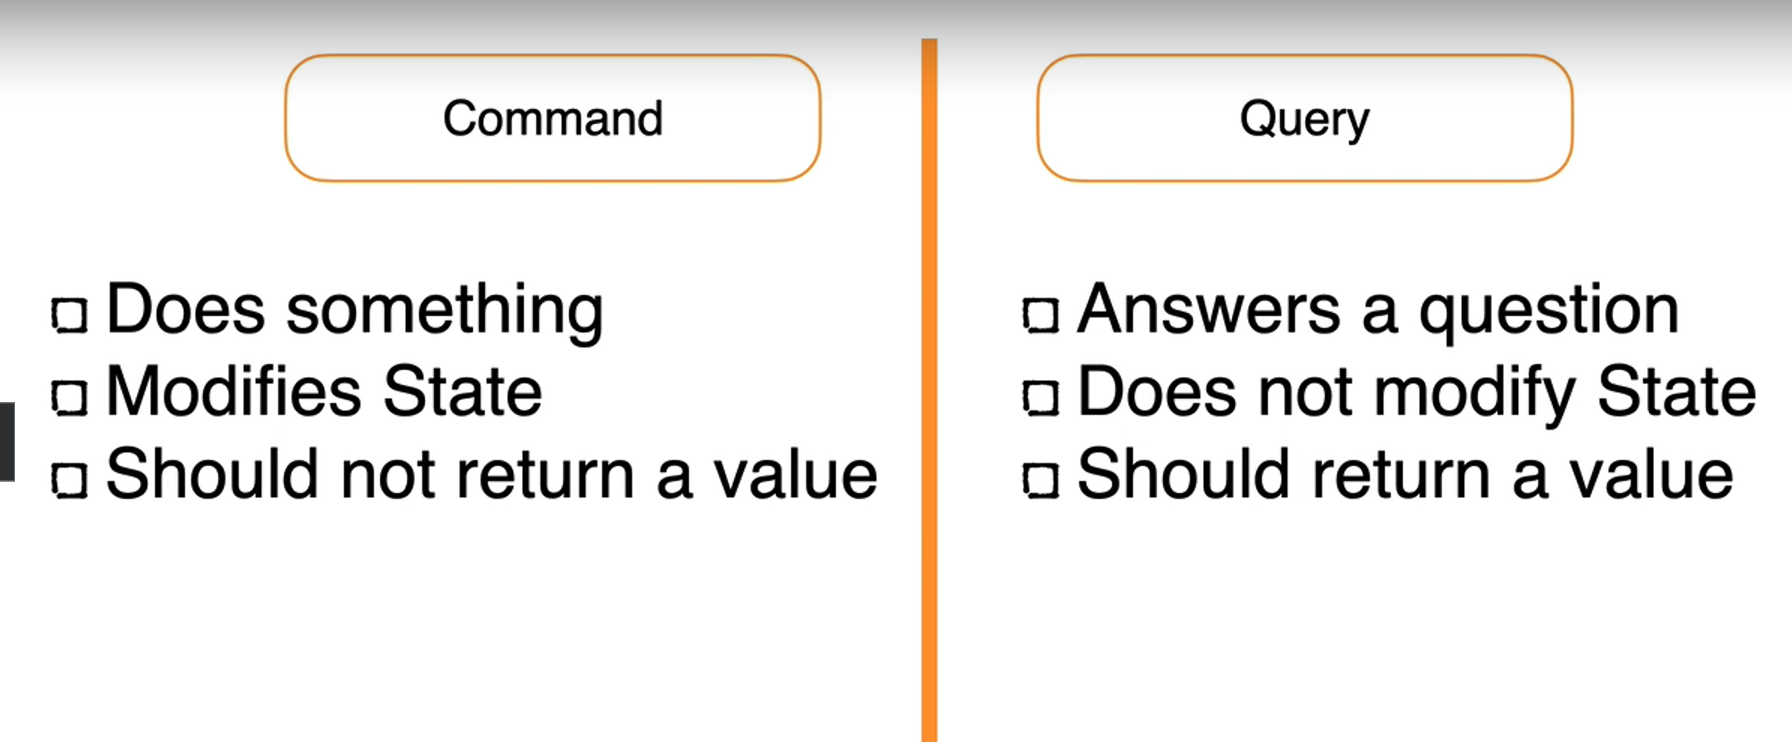 Command
Does something
Modifies State
Should not return a value
Query
Answers a question
Does not modify State
Should return a value